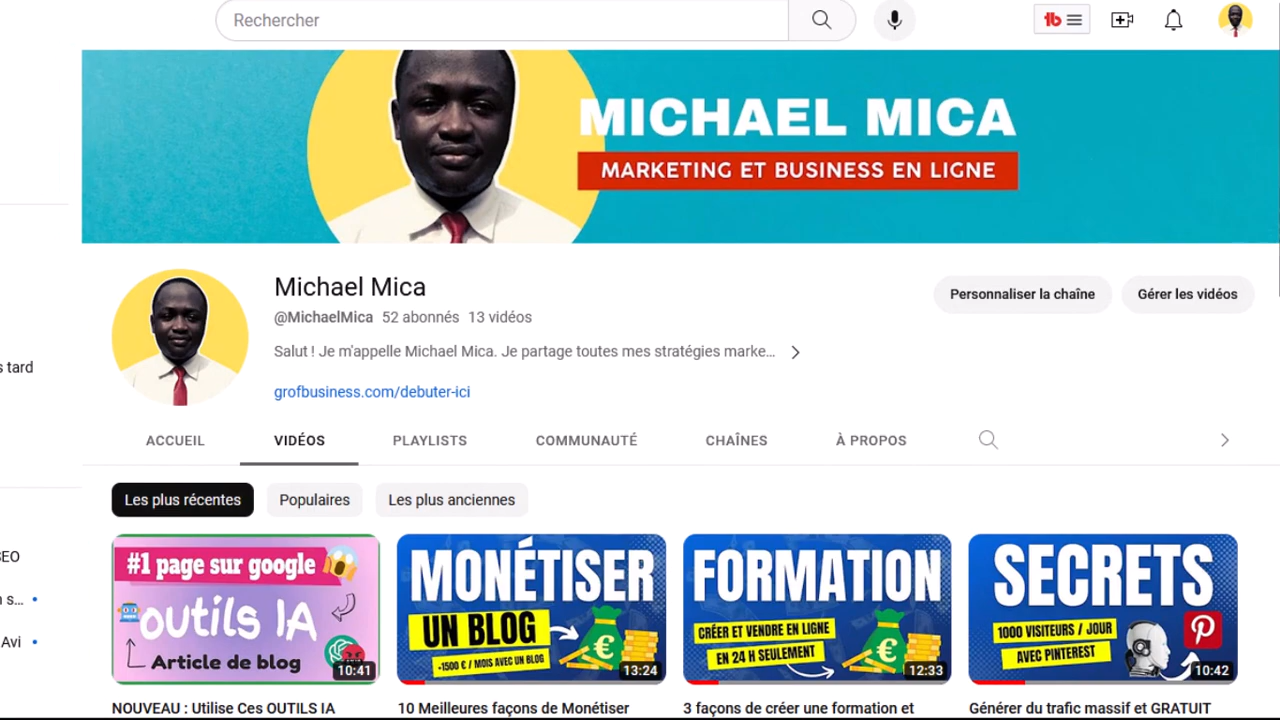 Rechercher
MICHAEL MICA
MARKETING ET BUSINESS EN LIGNE
Michael Mica
@MichaelMica 52 abonnés 13 vidéos
Personnaliser la chaîne
Gérer les vidéos
Salut ! Je m'appelle Michael Mica. Je partage toutes mes stratégies marke...
grofbusiness.com/debuter-ici
s tard
ACCUEIL VIDÉOS PLAYLISTS COMMUNAUTÉ CHAÎNES À PROPOS
Les plus récentes Populaires Les plus anciennes
SEO
n s...
Avi
#1 page sur google
outils IA
Article de blog
10:41
MONÉTISER
UN BLOG
-1500 € / MOIS AVEC UN BLOG
13:24
FORMATION
CRÉER ET VENDRE EN LIGNE
EN 24 H SEULEMENT
12:33
SECRETS
1000 VISITEURS / JOUR
AVEC PINTEREST
10:42
NOUVEAU : Utilise Ces OUTILS IA
10 Meilleures façons de Monétiser
3 façons de créer une formation et
Générer du trafic massif et GRATUIT